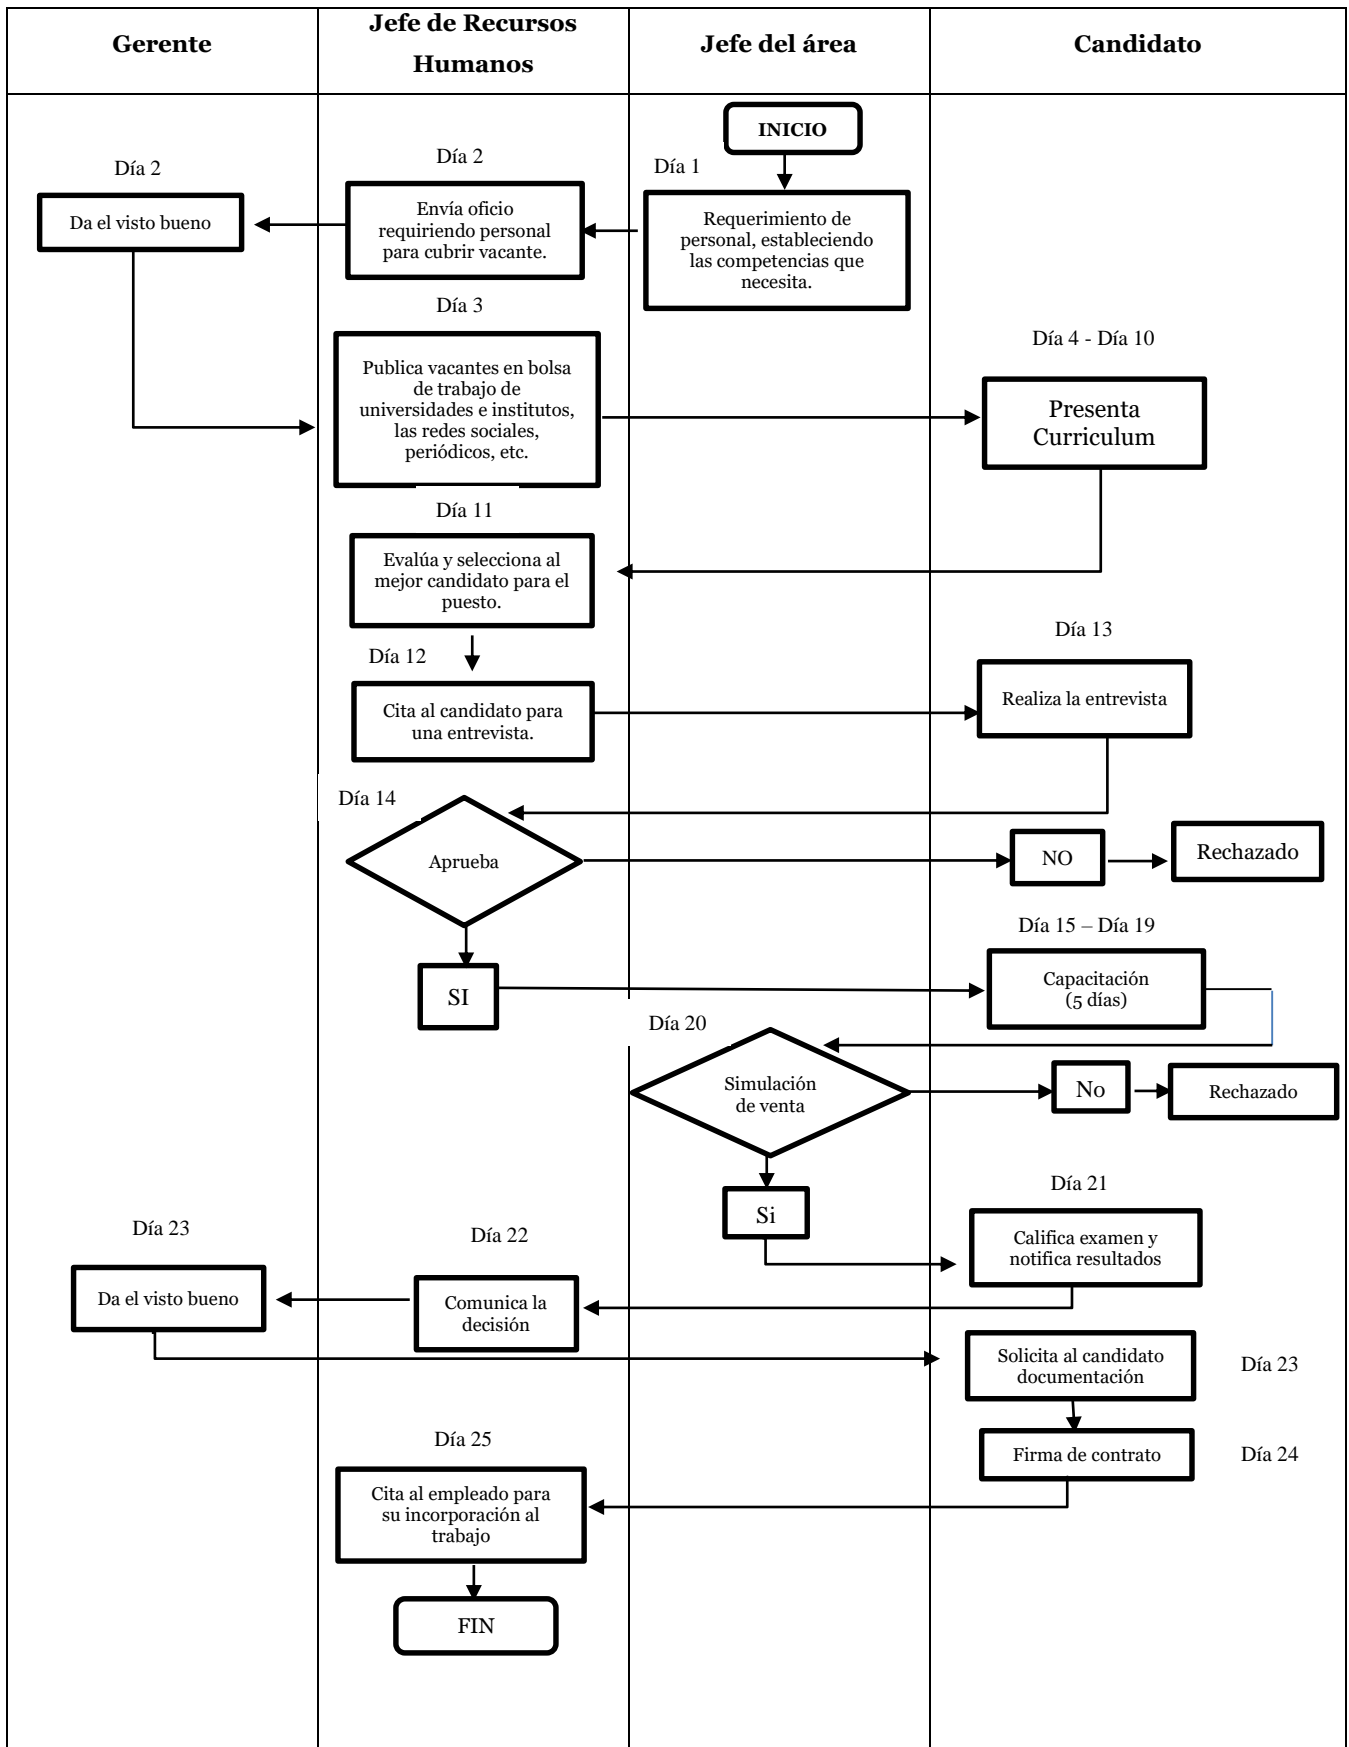 Gerente
Jefe de Recursos
Humanos
Jefe del área
Candidato
INICIO
Día 1
Requerimiento de
personal, estableciendo
las competencias que
necesita.
Día 2
Envía oficio
requiriendo personal
para cubrir vacante.
Día 2
Da el visto bueno
Día 3
Publica vacantes en bolsa
de trabajo de
universidades e institutos,
las redes sociales,
periódicos, etc.
Día 4 - Día 10
Presenta
Curriculum
Día 11
Evalúa y selecciona al
mejor candidato para el
puesto.
Día 12
Cita al candidato para
una entrevista.
Día 13
Realiza la entrevista
Día 14
Aprueba
NO
Rechazado
SI
Día 15 – Día 19
Capacitación
(5 días)
Día 20
Simulación
de venta
No
Rechazado
Si
Día 21
Califica examen y
notifica resultados
Día 22
Comunica la
decisión
Día 23
Da el visto bueno
Solicita al candidato
documentación
Día 23
Firma de contrato
Día 24
Día 25
Cita al empleado para
su incorporación al
trabajo
FIN